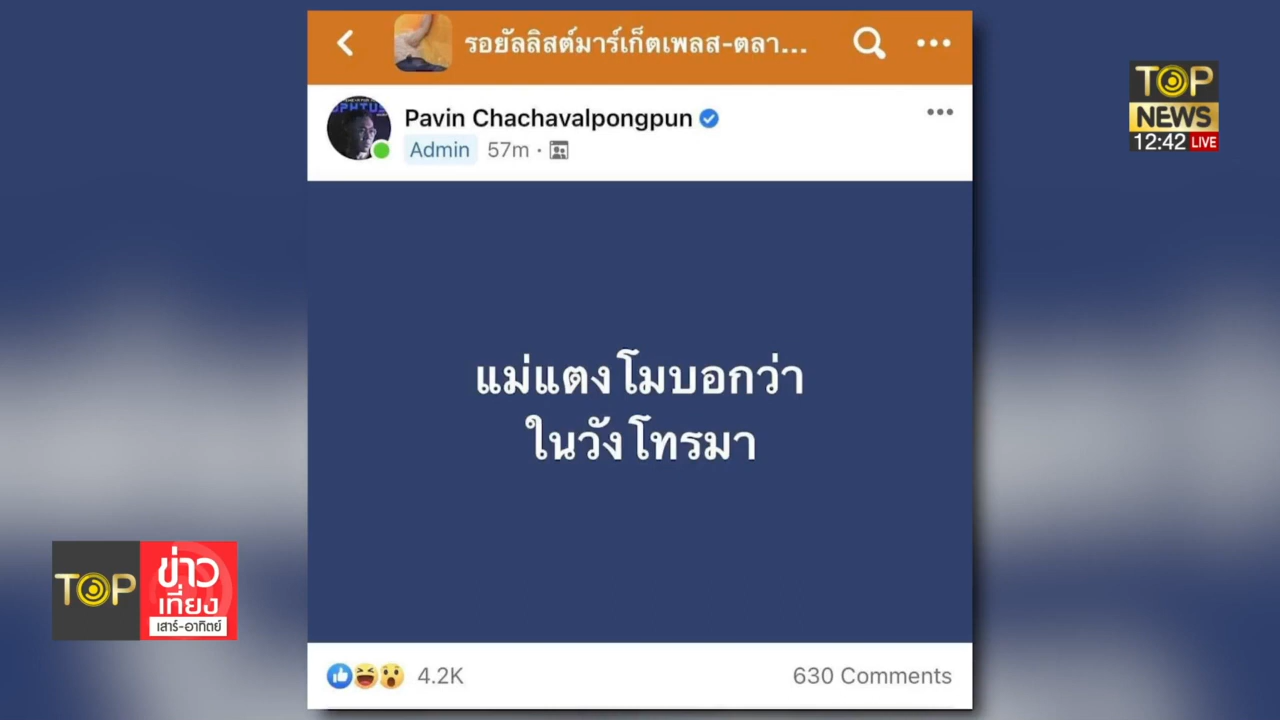 รอยัลลิสต์มาร์เก็ตเพลส-ตลา...
Pavin Chachavalpongpun
Admin 57m
แม่แตงโมบอกว่า
ในวังโทรมา
4.2K
630 Comments
TOP
NEWS
12:42 LIVE
TOP
ข่าว
เที่ยง
เสาร์-อาทิตย์